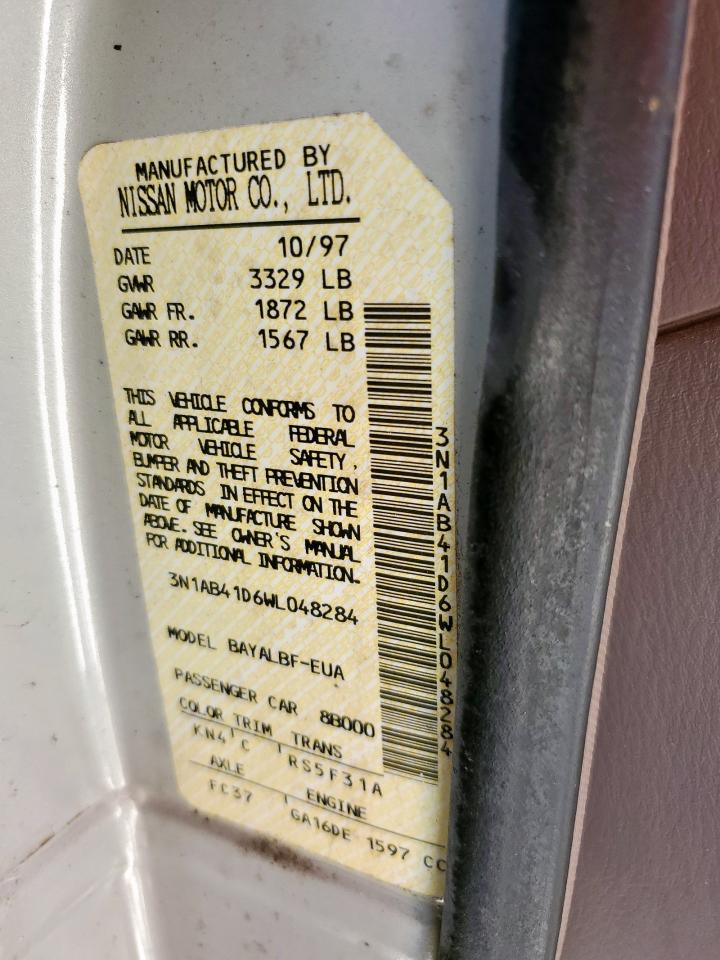 MANUFACTURED BY
NISSAN MOTOR CO., LTD.
DATE 10/97
GVWR 3329 LB
GAWR FR. 1872 LB
GAWR RR. 1567 LB
THIS VEHICLE CONFORMS TO
ALL APPLICABLE FEDERAL
MOTOR VEHICLE SAFETY,
BUMPER AND THEFT PREVENTION
STANDARDS IN EFFECT ON THE
DATE OF MANUFACTURE SHOWN
ABOVE. SEE OWNER'S MANUAL
FOR ADDITIONAL INFORMATION.
3N1AB41D6WL048284
MODEL BAYALBF-EUA
PASSENGER CAR 8B000
COLOR TRIM TRANS
KN4 C RS5F31A
AXLE ENGINE
FC37 GA16DE 1597 CC
3N1AB41D6WL048284